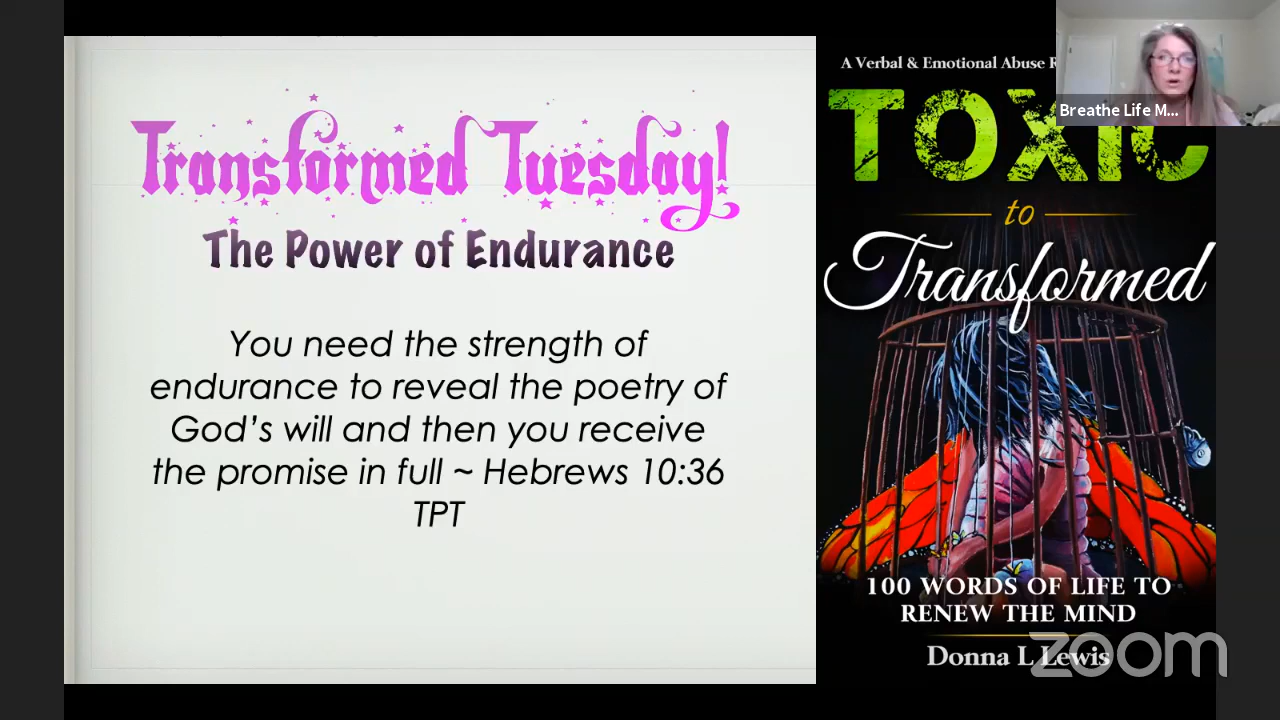 Transformed Tuesday!
The Power of Endurance
You need the strength of
endurance to reveal the poetry of
God's will and then you receive
the promise in full ~ Hebrews 10:36
TPT
A Verbal & Emotional Abuse
TOXIC
to
Transformed
100 WORDS OF LIFE TO
RENEW THE MIND
Donna L Lewis
Breathe Life M...
zoom